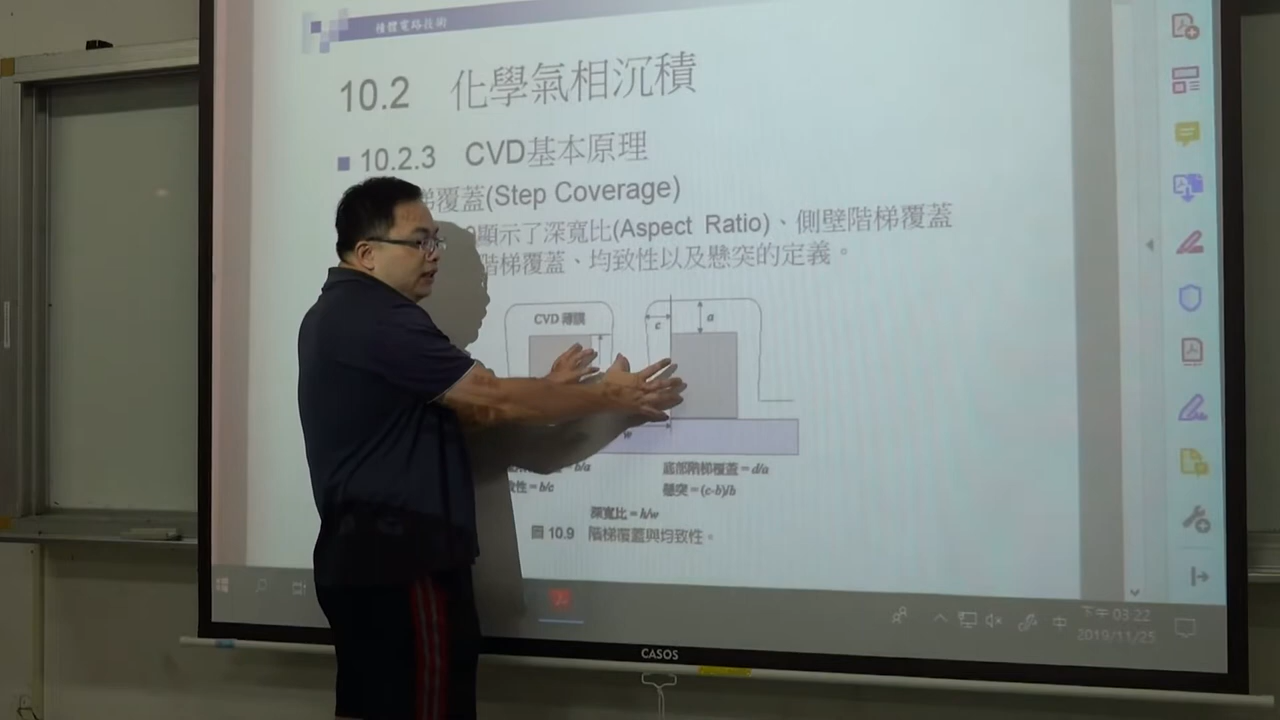 積體電路技術
10.2 化學氣相沉積
10.2.3 CVD基本原理
梯覆蓋(Step Coverage)
9顯示了深寬比(Aspect Ratio)、側壁階梯覆蓋
階梯覆蓋、均致性以及懸突的定義。
CVD 薄膜
c
a
w
= b/a
底部階梯覆蓋 = d/a
致性 = b/c
懸突 = (c-b)/b
深寬比 = h/w
圖 10.9 階梯覆蓋與均致性。
中
下午 03:22
2019/11/25
CASOS